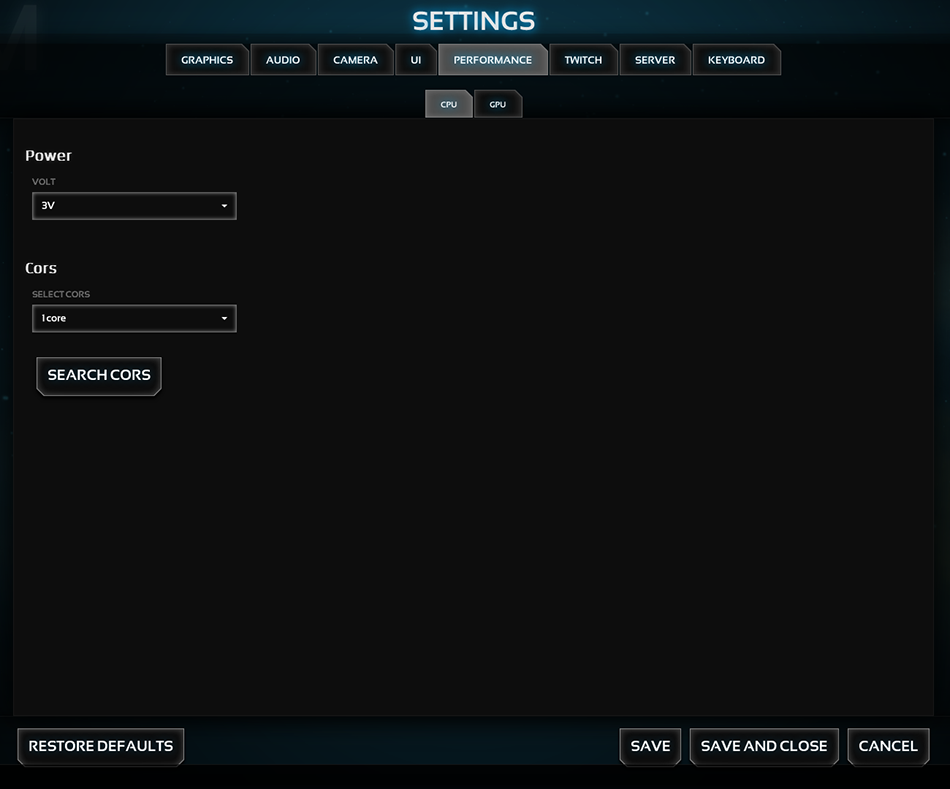 SETTINGS
GRAPHICS AUDIO CAMERA UI PERFORMANCE TWITCH SERVER KEYBOARD
CPU GPU
Power
VOLT
3V
Cors
SELECT CORS
1 core
SEARCH CORS
RESTORE DEFAULTS SAVE SAVE AND CLOSE CANCEL